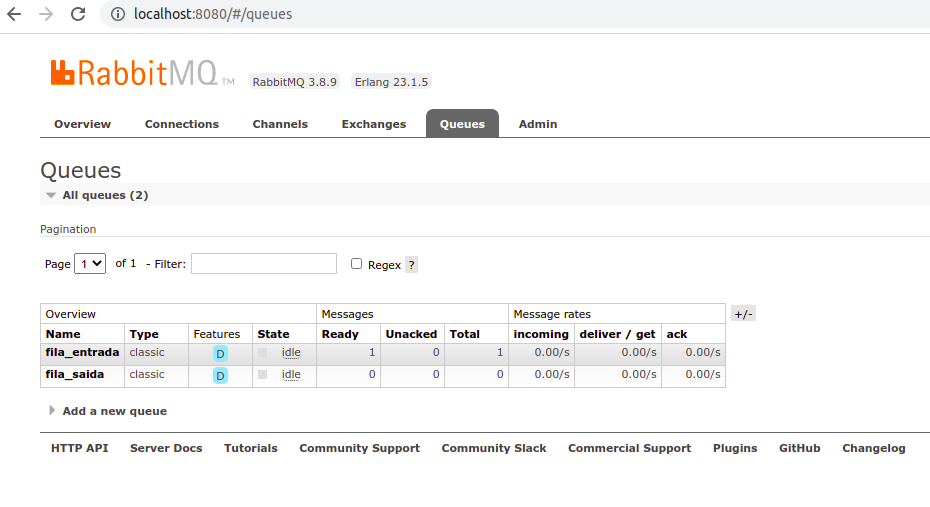 localhost:8080/#/queues
RabbitMQ TM RabbitMQ 3.8.9 Erlang 23.1.5
Overview Connections Channels Exchanges Queues Admin
Queues
All queues (2)
Pagination
Page 1 of 1 - Filter: Regex ?
Overview Messages Message rates +/-
Name Type Features State Ready Unacked Total incoming deliver / get ack
fila_entrada classic D idle 1 0 1 0.00/s 0.00/s 0.00/s
fila_saida classic D idle 0 0 0 0.00/s 0.00/s 0.00/s
Add a new queue
HTTP API Server Docs Tutorials Community Support Community Slack Commercial Support Plugins GitHub Changelog